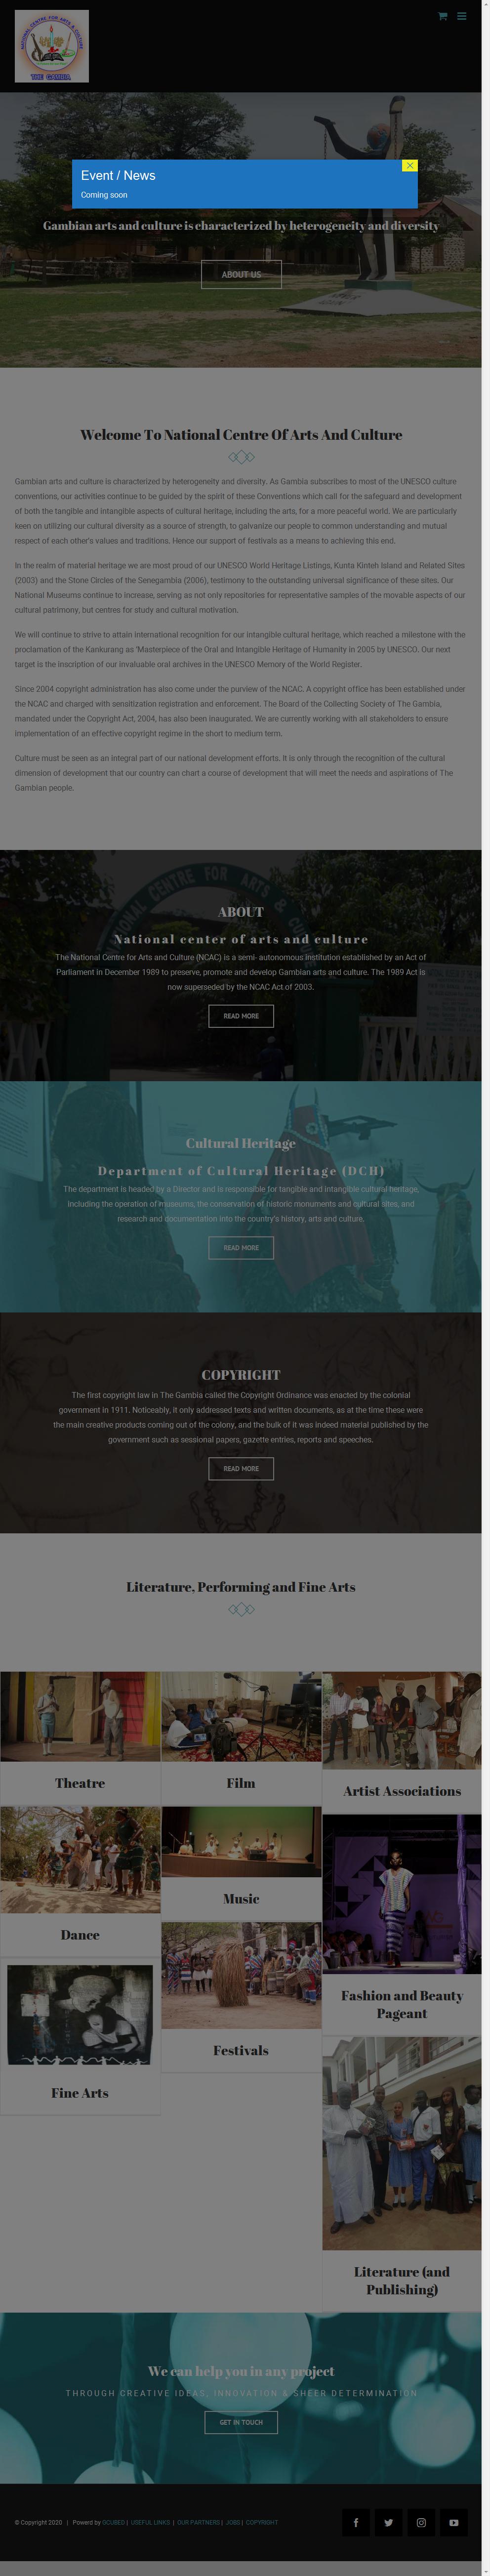 NATIONAL CENTRE FOR ARTS & CULTURE
THE GAMBIA
Event / News
Coming soon
Gambian arts and culture is characterized by heterogeneity and diversity
ABOUT US
Welcome To National Centre Of Arts And Culture
Gambian arts and culture is characterized by heterogeneity and diversity. As Gambia subscribes to most of the UNESCO culture
conventions, our activities continue to be guided by the spirit of these Conventions which call for the safeguard and development
of both the tangible and intangible aspects of cultural heritage, including the arts, for a more peaceful world. We are particularly
keen on utilizing our cultural diversity as a source of strength, to galvanize our people to common understanding and mutual
respect of each other's values and traditions. Hence our support of festivals as a means to achieving this end.
In the realm of material heritage we are most proud of our UNESCO World Heritage Listings, Kunta Kinteh Island and Related Sites
(2003) and the Stone Circles of the Senegambia (2006), testimony to the outstanding universal significance of these sites. Our
National Museums continue to increase, serving as not only repositories for representative samples of the movable aspects of our
cultural patrimony, but centres for study and cultural motivation.
We will continue to strive to attain international recognition for our intangible cultural heritage, which reached a milestone with the
proclamation of the Kankurang as 'Masterpiece of the Oral and Intangible Heritage of Humanity in 2005 by UNESCO. Our next
target is the inscription of our invaluable oral archives in the UNESCO Memory of the World Register.
Since 2004 copyright administration has also come under the purview of the NCAC. A copyright office has been established under
the NCAC and charged with sensitization registration and enforcement. The Board of the Collecting Society of The Gambia,
mandated under the Copyright Act, 2004, has also been inaugurated. We are currently working with all stakeholders to ensure
implementation of an effective copyright regime in the short to medium term.
Culture must be seen as an integral part of our national development efforts. It is only through the recognition of the cultural
dimension of development that our country can chart a course of development that will meet the needs and aspirations of The
Gambian people.
ABOUT
National center of arts and culture
The National Centre for Arts and Culture (NCAC) is a semi- autonomous institution established by an Act of
Parliament in December 1989 to preserve, promote and develop Gambian arts and culture. The 1989 Act is
now superseded by the NCAC Act of 2003.
READ MORE
Cultural Heritage
Department of Cultural Heritage (DCH)
The department is headed by a Director and is responsible for tangible and intangible cultural heritage,
including the operation of museums, the conservation of historic monuments and cultural sites, and
research and documentation into the country's history, arts and culture.
READ MORE
COPYRIGHT
The first copyright law in The Gambia called the Copyright Ordinance was enacted by the colonial
government in 1911. Noticeably, it only addressed texts and written documents, as at the time these were
the main creative products coming out of the colony, and the bulk of it was indeed material published by the
government such as sessional papers, gazette entries, reports and speeches.
READ MORE
Literature, Performing and Fine Arts
Theatre
Film
Artist Associations
Dance
Music
Fashion and Beauty
Pageant
Fine Arts
Festivals
Literature (and
Publishing)
We can help you in any project
THROUGH CREATIVE IDEAS, INNOVATION & SHEER DETERMINATION
GET IN TOUCH
© Copyright 2020 | Powered by OCUBED | USEFUL LINKS | OUR PARTNERS | JOBS | COPYRIGHT